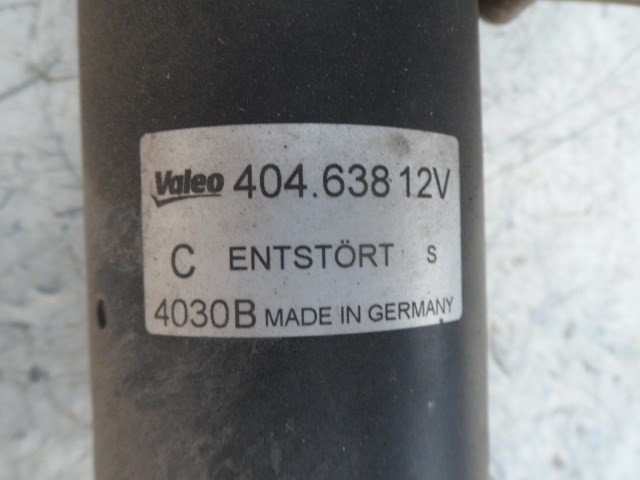 Valeo 404.638 12V
C ENTSTÖRT S
4030B MADE IN GERMANY